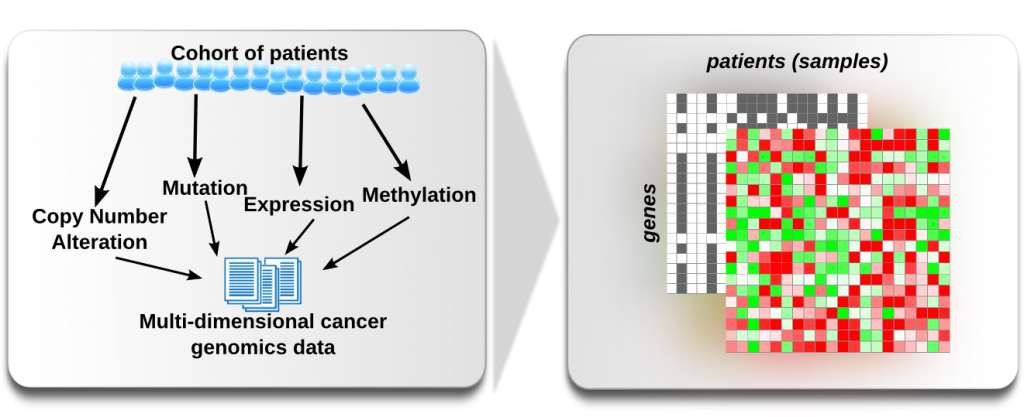 Cohort of patients
Mutation
Expression
Methylation
Copy Number
Alteration
Multi-dimensional cancer
genomics data
patients (samples)
genes